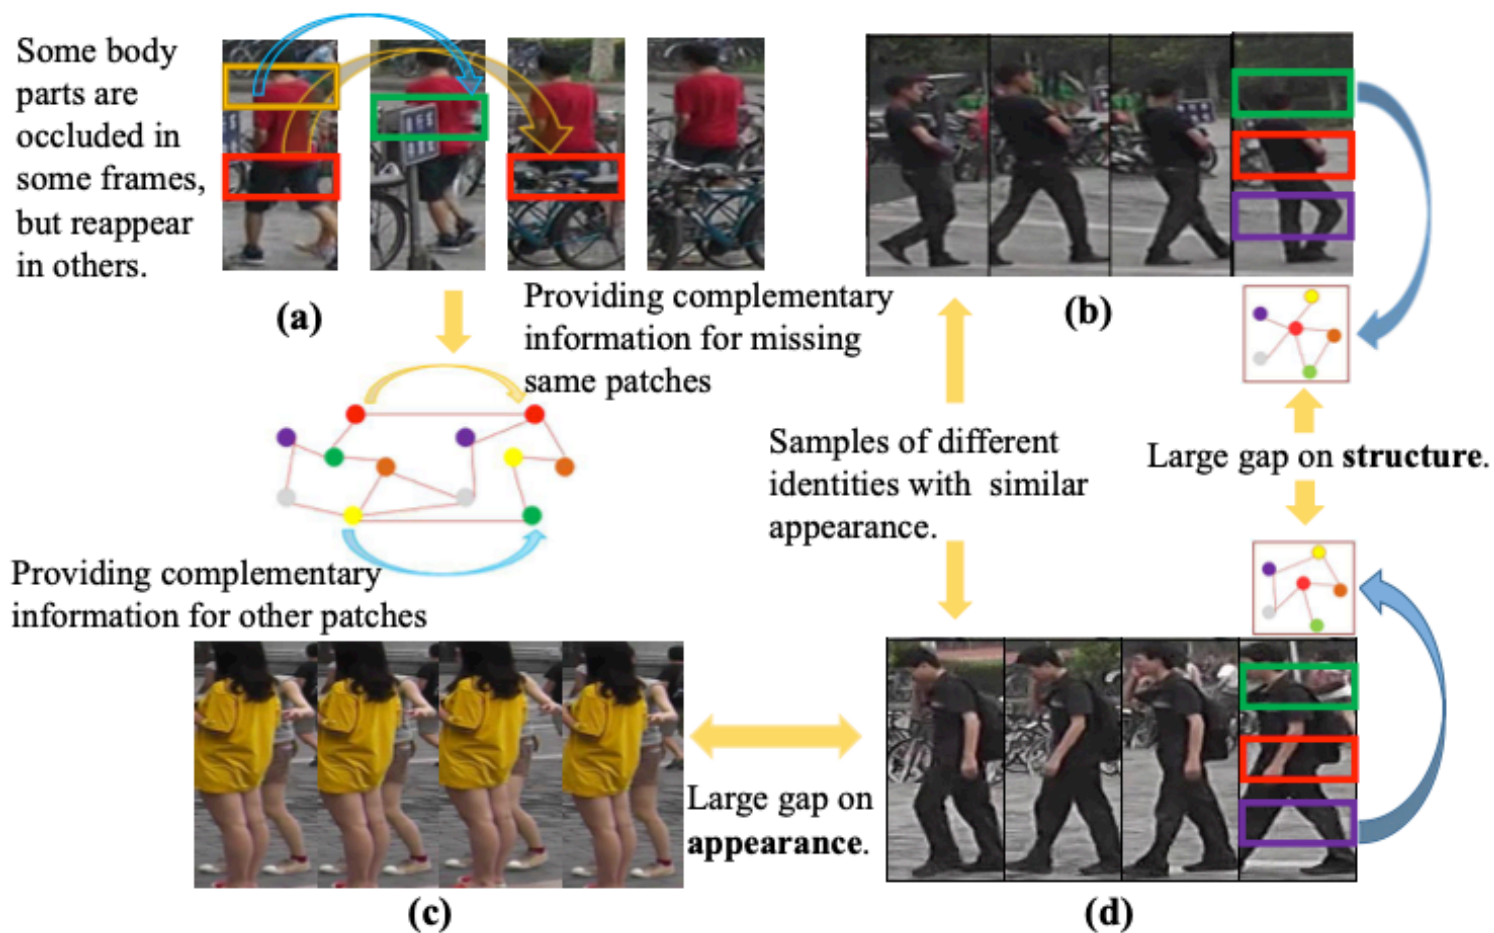 Some body
parts are
occluded in
some frames,
but reappear
in others.
(a)
Providing complementary
information for missing
same patches
(b)
Samples of different
identities with similar
appearance.
Large gap on structure.
Providing complementary
information for other patches
Large gap on
appearance.
(c)
(d)